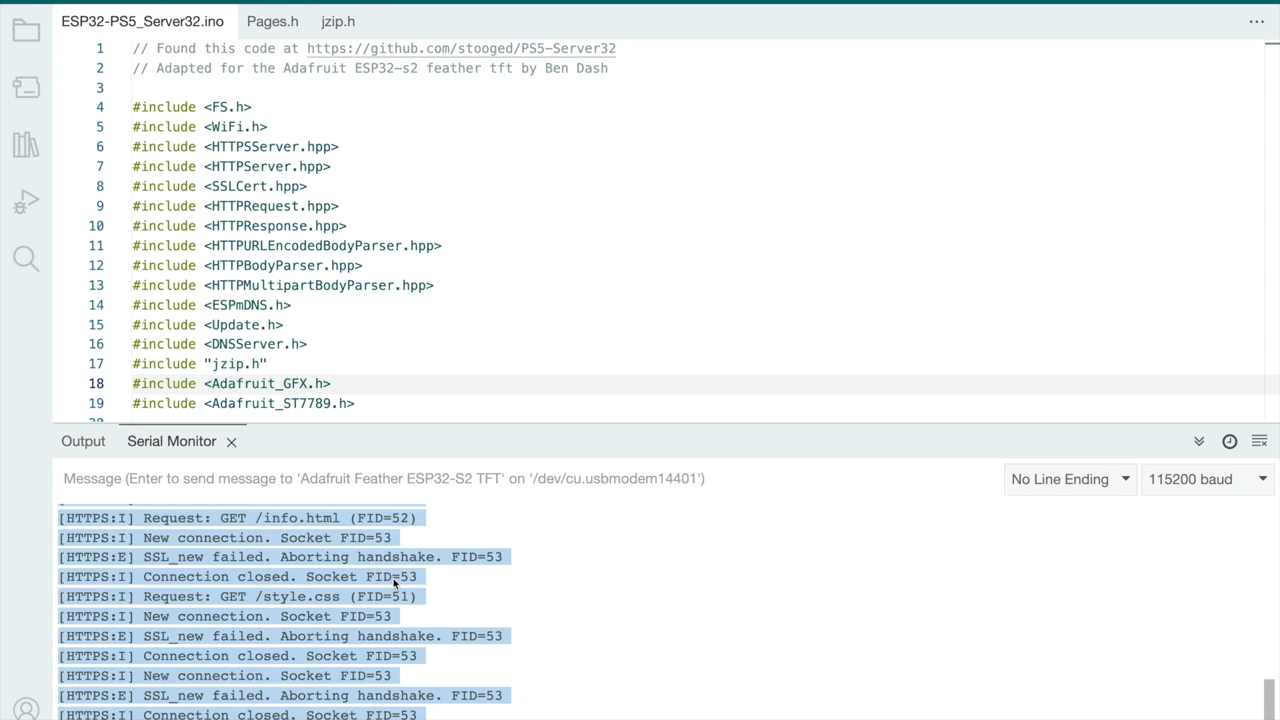 ESP32-PS5_Server32.ino Pages.h jzip.h
1 // Found this code at https://github.com/stooged/PS5-Server32
2 // Adapted for the Adafruit ESP32-s2 feather tft by Ben Dash
3
4 #include <FS.h>
5 #include <WiFi.h>
6 #include <HTTPSServer.hpp>
7 #include <HTTPServer.hpp>
8 #include <SSLCert.hpp>
9 #include <HTTPRequest.hpp>
10 #include <HTTPResponse.hpp>
11 #include <HTTPURLEncodedBodyParser.hpp>
12 #include <HTTPBodyParser.hpp>
13 #include <HTTPMultipartBodyParser.hpp>
14 #include <ESPmDNS.h>
15 #include <Update.h>
16 #include <DNSServer.h>
17 #include "jzip.h"
18 #include <Adafruit_GFX.h>
19 #include <Adafruit_ST7789.h>
Output Serial Monitor
Message (Enter to send message to 'Adafruit Feather ESP32-S2 TFT' on '/dev/cu.usbmodem14401') No Line Ending 115200 baud
[HTTPS:I] Request: GET /info.html (FID=52)
[HTTPS:I] New connection. Socket FID=53
[HTTPS:E] SSL_new failed. Aborting handshake. FID=53
[HTTPS:I] Connection closed. Socket FID=53
[HTTPS:I] Request: GET /style.css (FID=51)
[HTTPS:I] New connection. Socket FID=53
[HTTPS:E] SSL_new failed. Aborting handshake. FID=53
[HTTPS:I] Connection closed. Socket FID=53
[HTTPS:I] New connection. Socket FID=53
[HTTPS:E] SSL_new failed. Aborting handshake. FID=53
[HTTPS:I] Connection closed. Socket FID=53